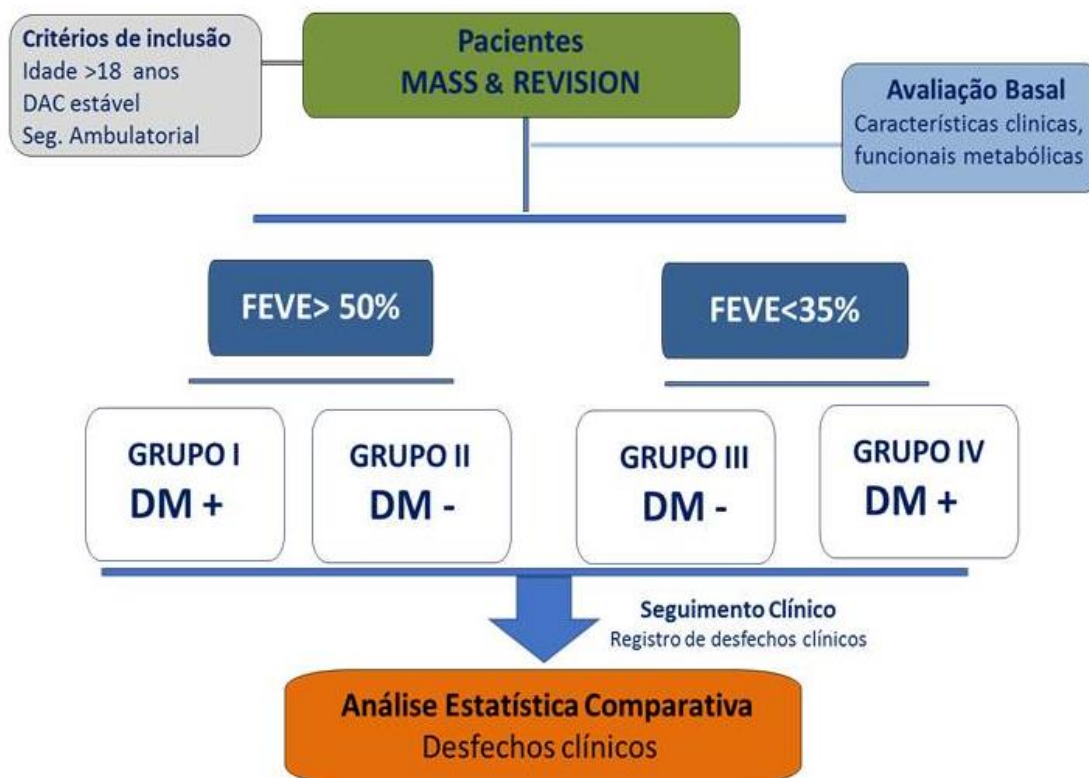 Critérios de inclusão
Idade >18 anos
DAC estável
Seg. Ambulatorial
Pacientes
MASS & REVISION
Avaliação Basal
Características clinicas,
funcionais metabólicas
FEVE> 50%
FEVE<35%
GRUPO I
DM +
GRUPO II
DM -
GRUPO III
DM -
GRUPO IV
DM +
Seguimento Clínico
Registro de desfechos clínicos
Análise Estatística Comparativa
Desfechos clínicos